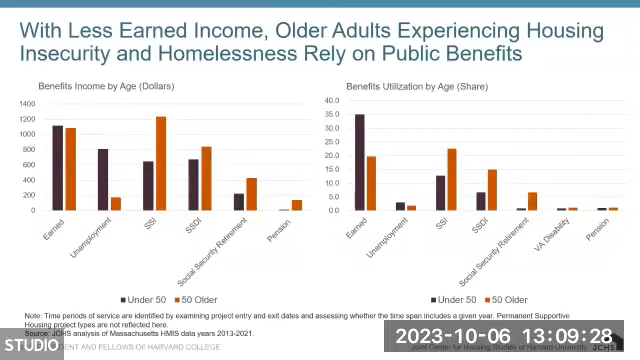 With Less Earned Income, Older Adults Experiencing Housing
Insecurity and Homelessness Rely on Public Benefits
Benefits Income by Age (Dollars)
1400
1200
1000
800
600
400
200
0
Earned
Unemployment
SSI
SSDI
Social Security Retirement
Pension
Under 50
50 Older
Benefits Utilization by Age (Share)
40.0
35.0
30.0
25.0
20.0
15.0
10.0
5.0
0.0
Earned
Unemployment
SSI
SSDI
Social Security Retirement
VA Disability
Pension
Under 50
50 Older
Note: Time periods of service are identified by examining project entry and exit dates and assessing whether the time span includes a given year. Permanent Supportive
Housing project types are not reflected here.
Source: JCHS analysis of Massachusetts HMIS data years 2013-2021.
STUDIO
DENT AND FELLOWS OF HARVARD COLLEGE
2023-10-06 13:09:28
Joint Center for Housing Studies of Harvard University
JCHS